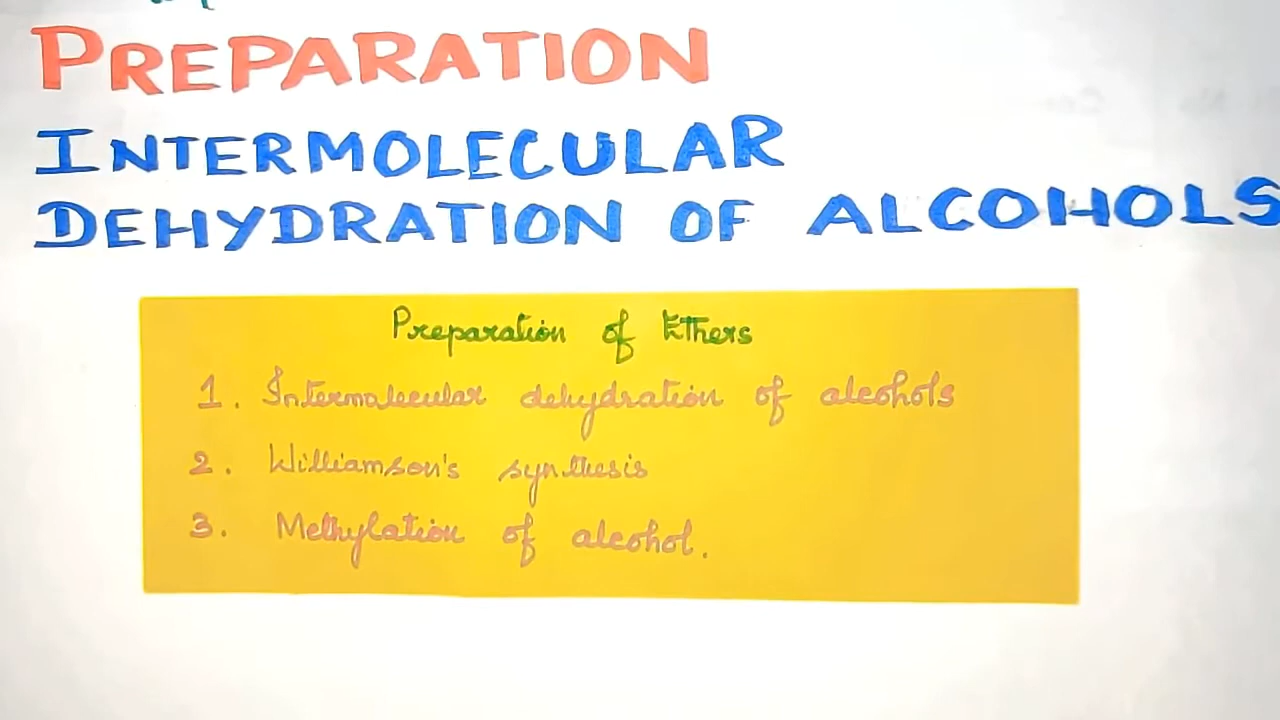 PREPARATION
INTERMOLECULAR
DEHYDRATION OF ALCOHOLS
Preparation of Ethers
1. Intermolecular dehydration of alcohols
2. Williamson's synthesis
3. Methylation of alcohol.